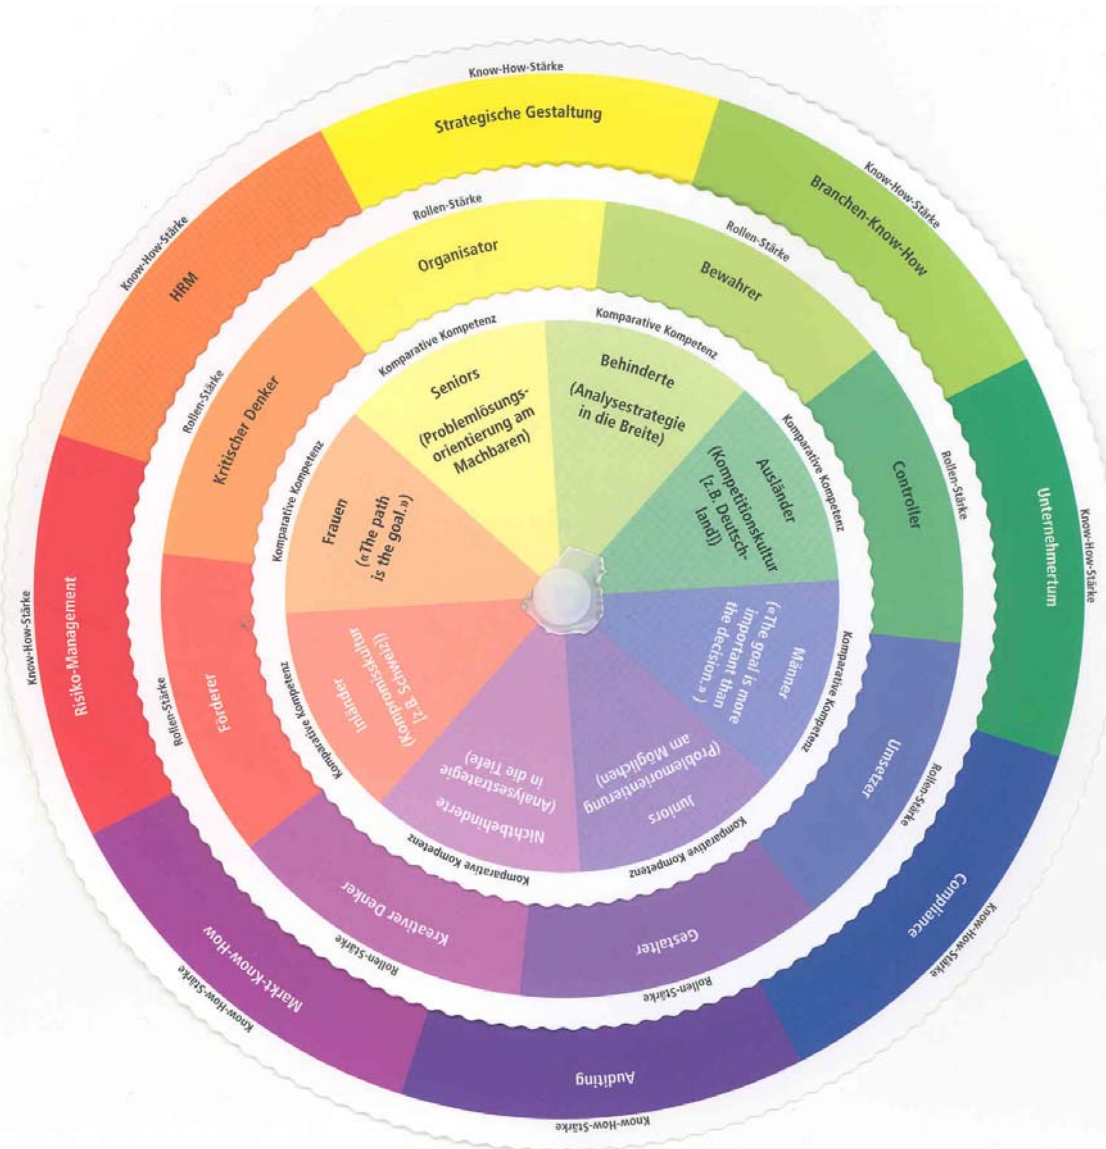 Know-How-Stärke
Strategische Gestaltung
Know-How-Stärke
Branchen-Know-How
Know-How-Stärke
Unternehmertum
Know-How-Stärke
Compliance
Know-How-Stärke
Auditing
Know-How-Stärke
Markt-Know-How
Know-How-Stärke
Risiko-Management
Know-How-Stärke
HRM
Rollen-Stärke
Organisator
Rollen-Stärke
Bewahrer
Rollen-Stärke
Controller
Rollen-Stärke
Umsetzer
Rollen-Stärke
Gestalter
Rollen-Stärke
Kreativer Denker
Rollen-Stärke
Förderer
Rollen-Stärke
Kritischer Denker
Komparative Kompetenz
Seniors
(Problemlösungs-
orientierung am
Machbaren)
Komparative Kompetenz
Behinderte
(Analysestrategie
in die Breite)
Komparative Kompetenz
Ausländer
(Kompetitionskultur
[z.B. Deutsch-
land])
Komparative Kompetenz
Männer
(«The goal is more
important than
the decision.» )
Komparative Kompetenz
Juniors
(Problemorientierung
am Möglichen)
Komparative Kompetenz
Nichtbehinderte
(Analysestrategie
in die Tiefe)
Komparative Kompetenz
Inländer
(Kompromisskultur
[z.B. Schweiz])
Komparative Kompetenz
Frauen
(«The path
is the goal.»)